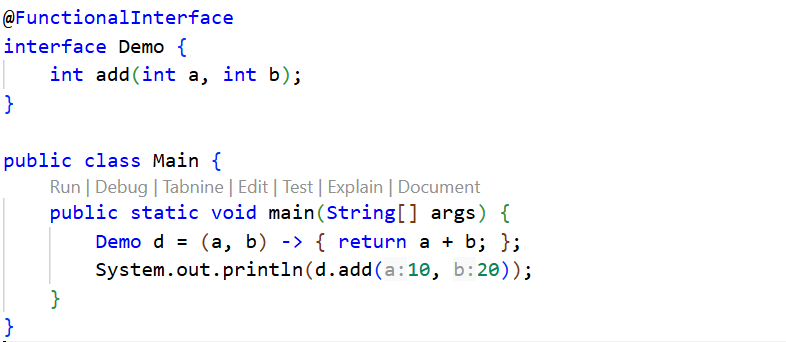 @FunctionalInterface
interface Demo {
    int add(int a, int b);
}

public class Main {
    Run | Debug | Tabnine | Edit | Test | Explain | Document
    public static void main(String[] args) {
        Demo d = (a, b) -> { return a + b; };
        System.out.println(d.add(a:10, b:20));
    }
}